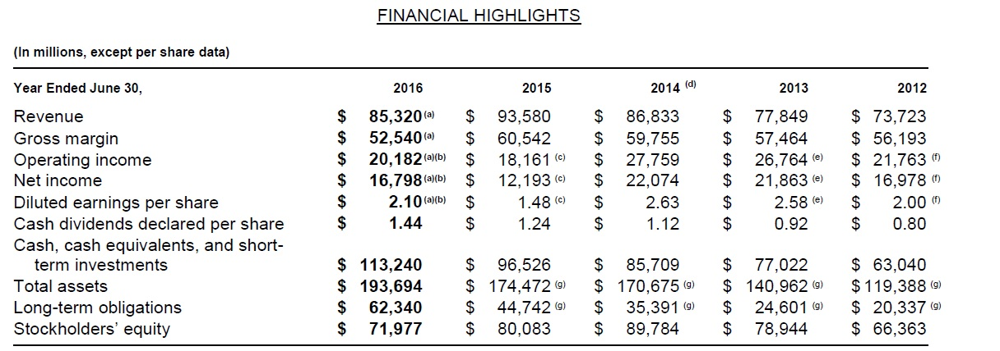 FINANCIAL HIGHLIGHTS
(In millions, except per share data)
Year Ended June 30, 2016 2015 2014 (d) 2013 2012
Revenue $ 85,320 (a) $ 93,580 $ 86,833 $ 77,849 $ 73,723
Gross margin $ 52,540 (a) $ 60,542 $ 59,755 $ 57,464 $ 56,193
Operating income $ 20,182 (a)(b) $ 18,161 (c) $ 27,759 $ 26,764 (e) $ 21,763 (f)
Net income $ 16,798 (a)(b) $ 12,193 (c) $ 22,074 $ 21,863 (e) $ 16,978 (f)
Diluted earnings per share $ 2.10 (a)(b) $ 1.48 (c) $ 2.63 $ 2.58 (e) $ 2.00 (f)
Cash dividends declared per share $ 1.44 $ 1.24 $ 1.12 $ 0.92 $ 0.80
Cash, cash equivalents, and short-
term investments $ 113,240 $ 96,526 $ 85,709 $ 77,022 $ 63,040
Total assets $ 193,694 $ 174,472 (g) $ 170,675 (g) $ 140,962 (g) $ 119,388 (g)
Long-term obligations $ 62,340 $ 44,742 (g) $ 35,391 (g) $ 24,601 (g) $ 20,337 (g)
Stockholders’ equity $ 71,977 $ 80,083 $ 89,784 $ 78,944 $ 66,363